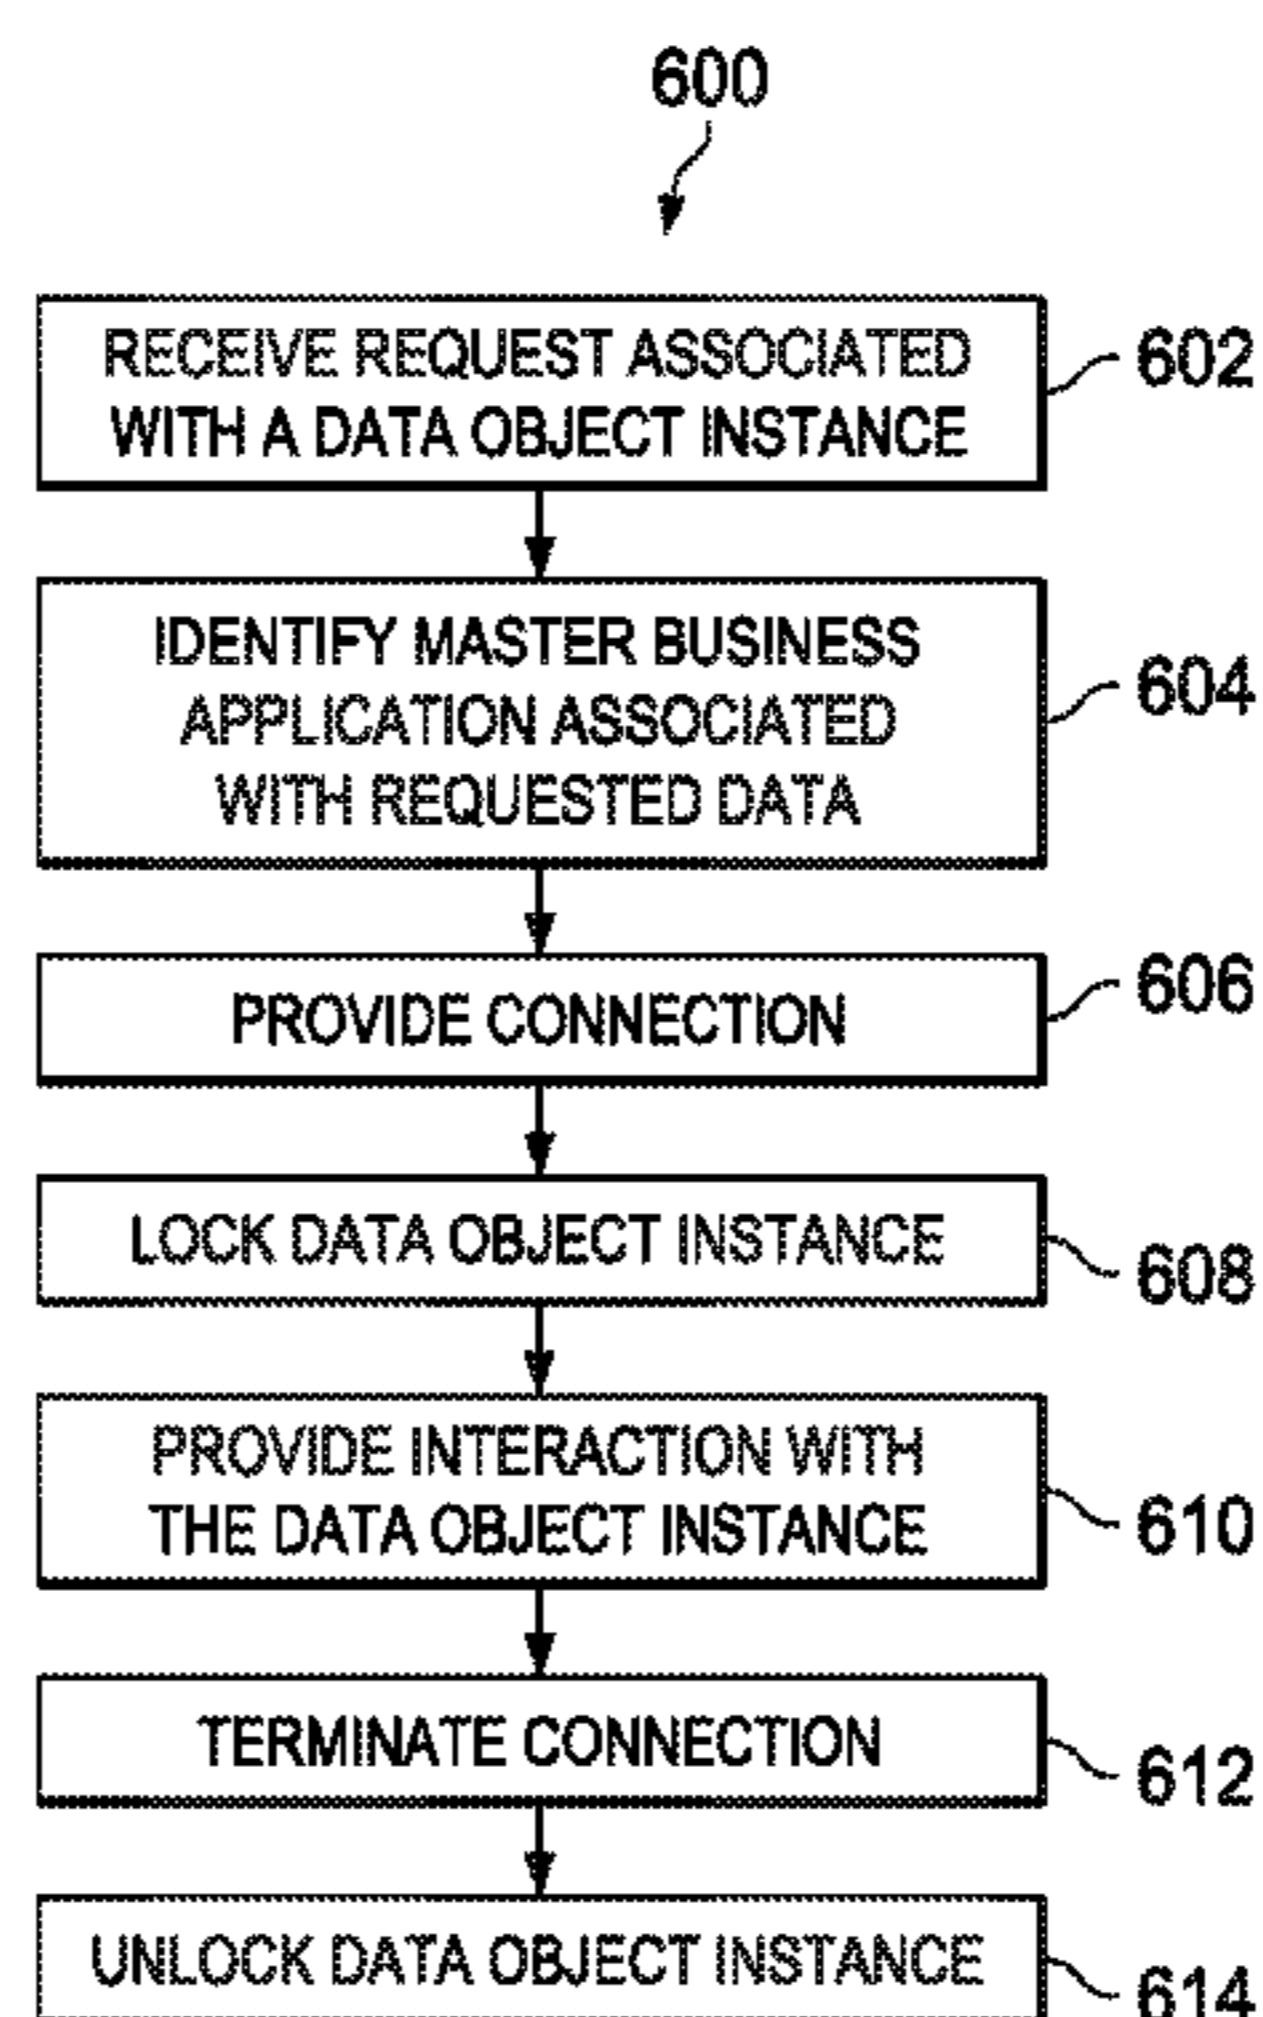 600
RECEIVE REQUEST ASSOCIATED
WITH A DATA OBJECT INSTANCE
602
IDENTIFY MASTER BUSINESS
APPLICATION ASSOCIATED
WITH REQUESTED DATA
604
PROVIDE CONNECTION
606
LOCK DATA OBJECT INSTANCE
608
PROVIDE INTERACTION WITH
THE DATA OBJECT INSTANCE
610
TERMINATE CONNECTION
612
UNLOCK DATA OBJECT INSTANCE
614